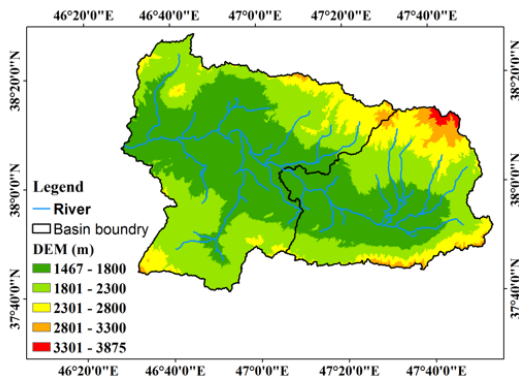 46°20'0"E 46°40'0"E 47°0'0"E 47°20'0"E 47°40'0"E
38°20'0"N 38°20'0"N
38°0'0"N 38°0'0"N
37°40'0"N 37°40'0"N
Legend
River
Basin boundry
DEM (m)
1467 - 1800
1801 - 2300
2301 - 2800
2801 - 3300
3301 - 3875
46°20'0"E 46°40'0"E 47°0'0"E 47°20'0"E 47°40'0"E